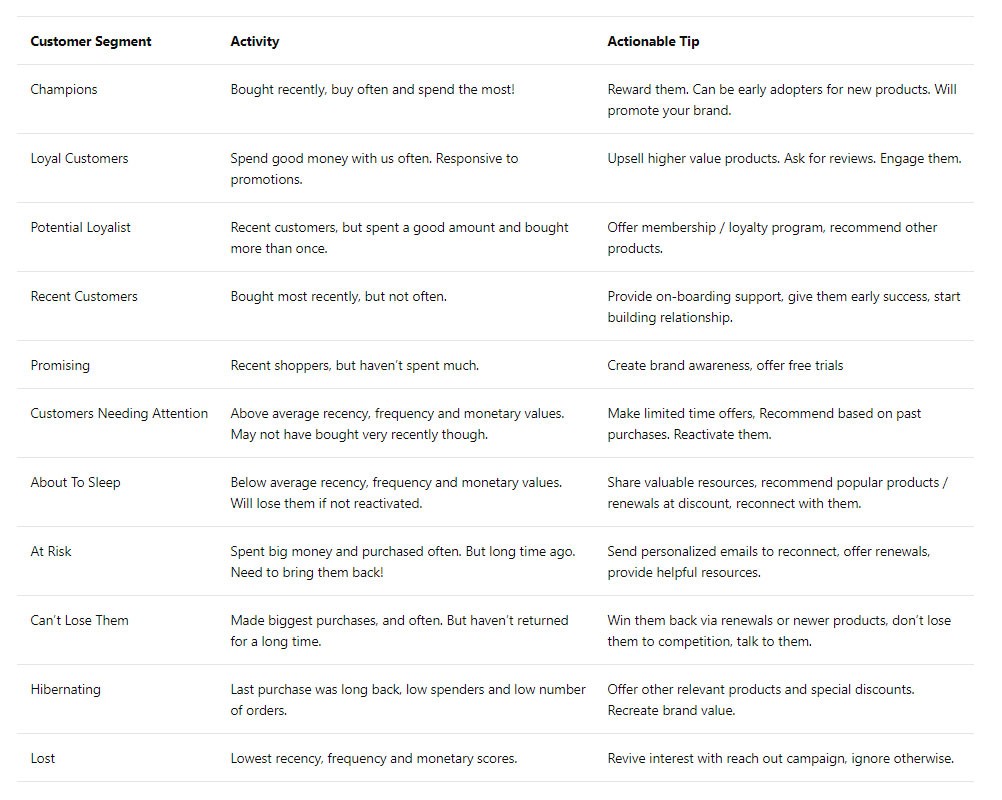 Customer Segment Activity Actionable Tip
Champions Bought recently, buy often and spend the most! Reward them. Can be early adopters for new products. Will
promote your brand.
Loyal Customers Spend good money with us often. Responsive to Upsell higher value products. Ask for reviews. Engage them.
promotions.
Potential Loyalist Recent customers, but spent a good amount and bought Offer membership / loyalty program, recommend other
more than once. products.
Recent Customers Bought most recently, but not often. Provide on-boarding support, give them early success, start
building relationship.
Promising Recent shoppers, but haven’t spent much. Create brand awareness, offer free trials
Customers Needing Attention Above average recency, frequency and monetary values. Make limited time offers, Recommend based on past
May not have bought very recently though. purchases. Reactivate them.
About To Sleep Below average recency, frequency and monetary values. Share valuable resources, recommend popular products /
Will lose them if not reactivated. renewals at discount, reconnect with them.
At Risk Spent big money and purchased often. But long time ago. Send personalized emails to reconnect, offer renewals,
Need to bring them back! provide helpful resources.
Can’t Lose Them Made biggest purchases, and often. But haven’t returned Win them back via renewals or newer products, don’t lose
for a long time. them to competition, talk to them.
Hibernating Last purchase was long back, low spenders and low number Offer other relevant products and special discounts.
of orders. Recreate brand value.
Lost Lowest recency, frequency and monetary scores. Revive interest with reach out campaign, ignore otherwise.